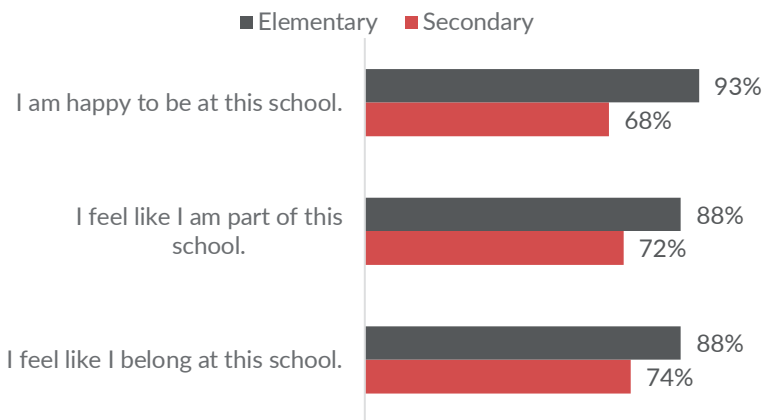 Elementary Secondary
I am happy to be at this school.
93%
68%
I feel like I am part of this
school.
88%
72%
I feel like I belong at this school.
88%
74%